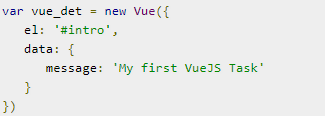 var vue_det = new Vue({
   el: '#intro',
   data: {
      message: 'My first VueJS Task'
   }
})